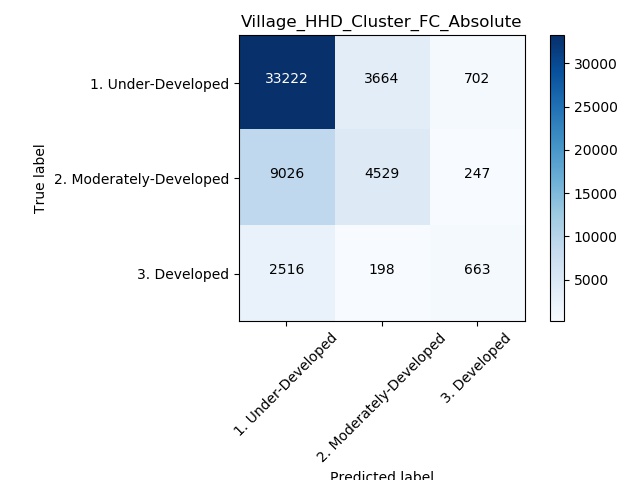 Village_HHD_Cluster_FC_Absolute
True label
1. Under-Developed 33222 3664 702
2. Moderately-Developed 9026 4529 247
3. Developed 2516 198 663
1. Under-Developed
2. Moderately-Developed
3. Developed
Predicted label
30000
25000
20000
15000
10000
5000